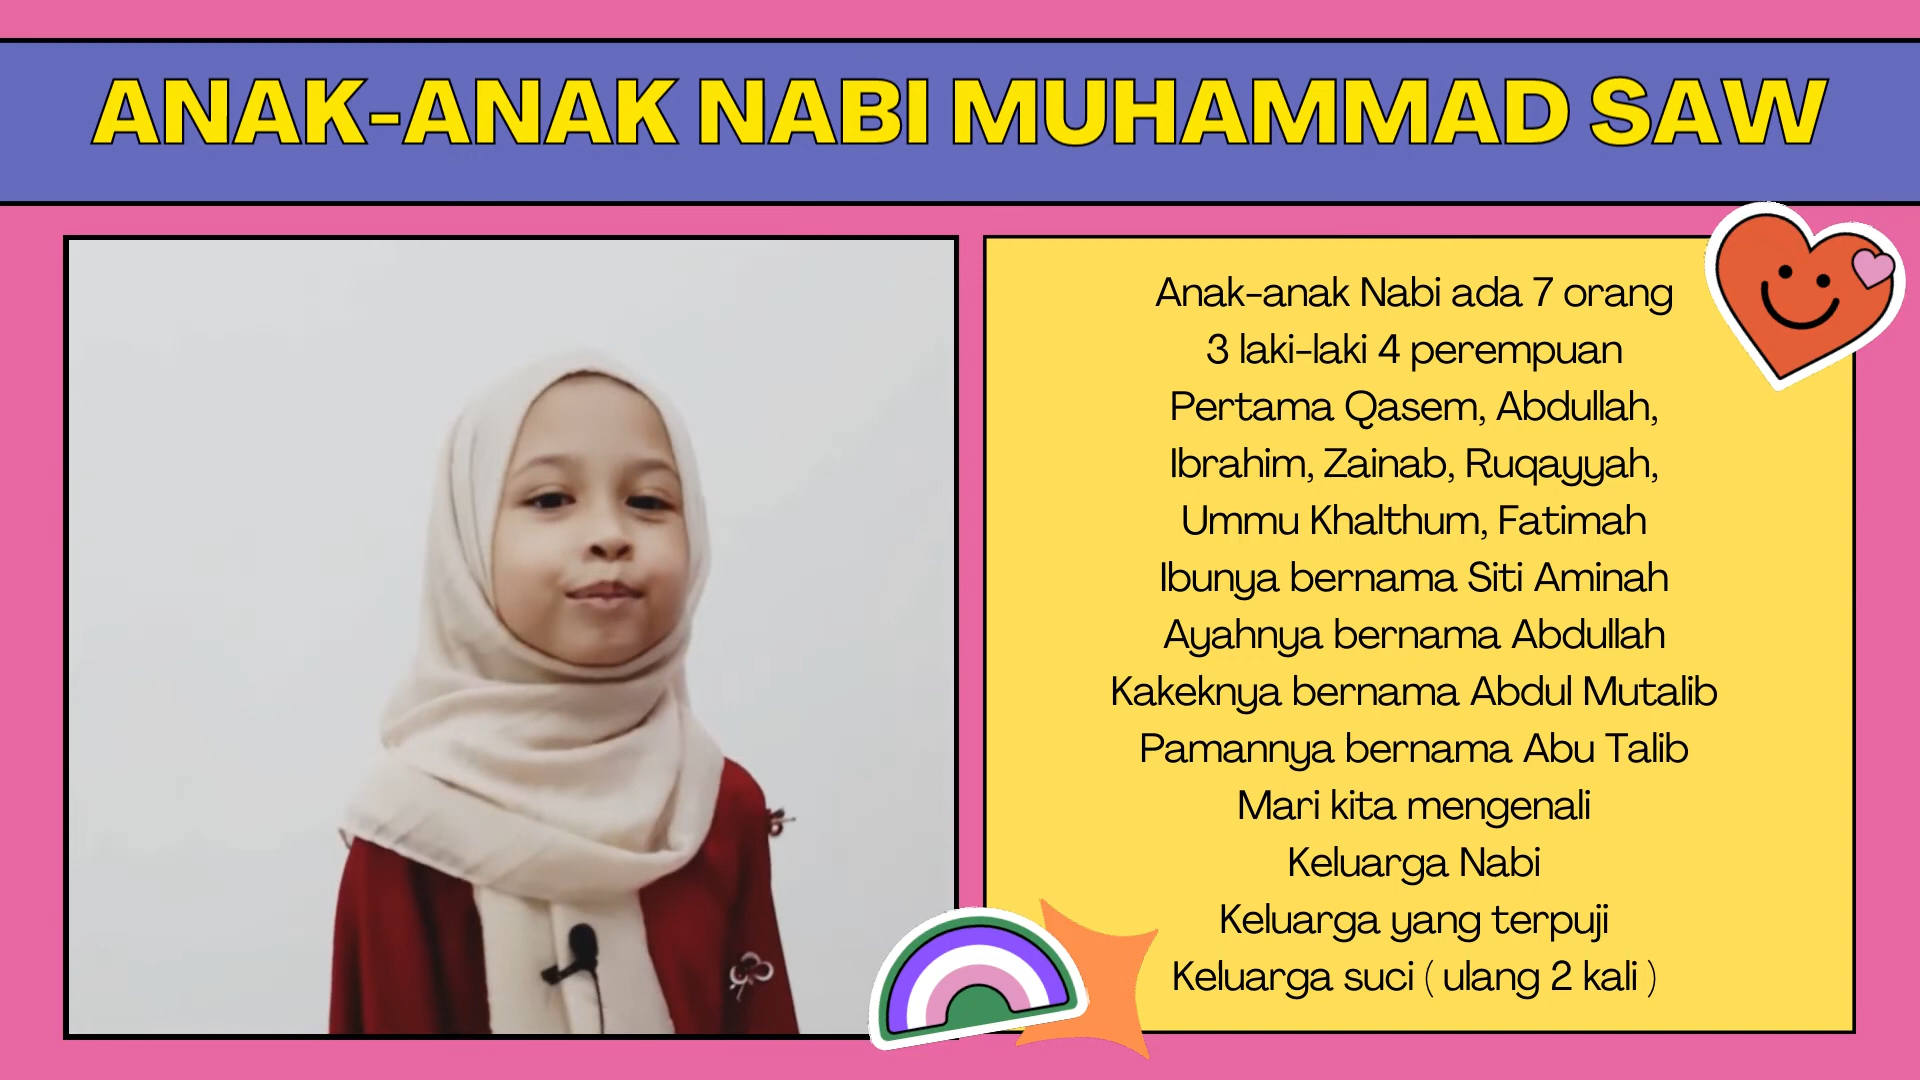 ANAK-ANAK NABI MUHAMMAD SAW
Anak-anak Nabi ada 7 orang
3 laki-laki 4 perempuan
Pertama Qasem, Abdullah,
Ibrahim, Zainab, Ruqayyah,
Ummu Khalthum, Fatimah
Ibunya bernama Siti Aminah
Ayahnya bernama Abdullah
Kakeknya bernama Abdul Mutalib
Pamannya bernama Abu Talib
Mari kita mengenali
Keluarga Nabi
Keluarga yang terpuji
Keluarga suci ( ulang 2 kali )